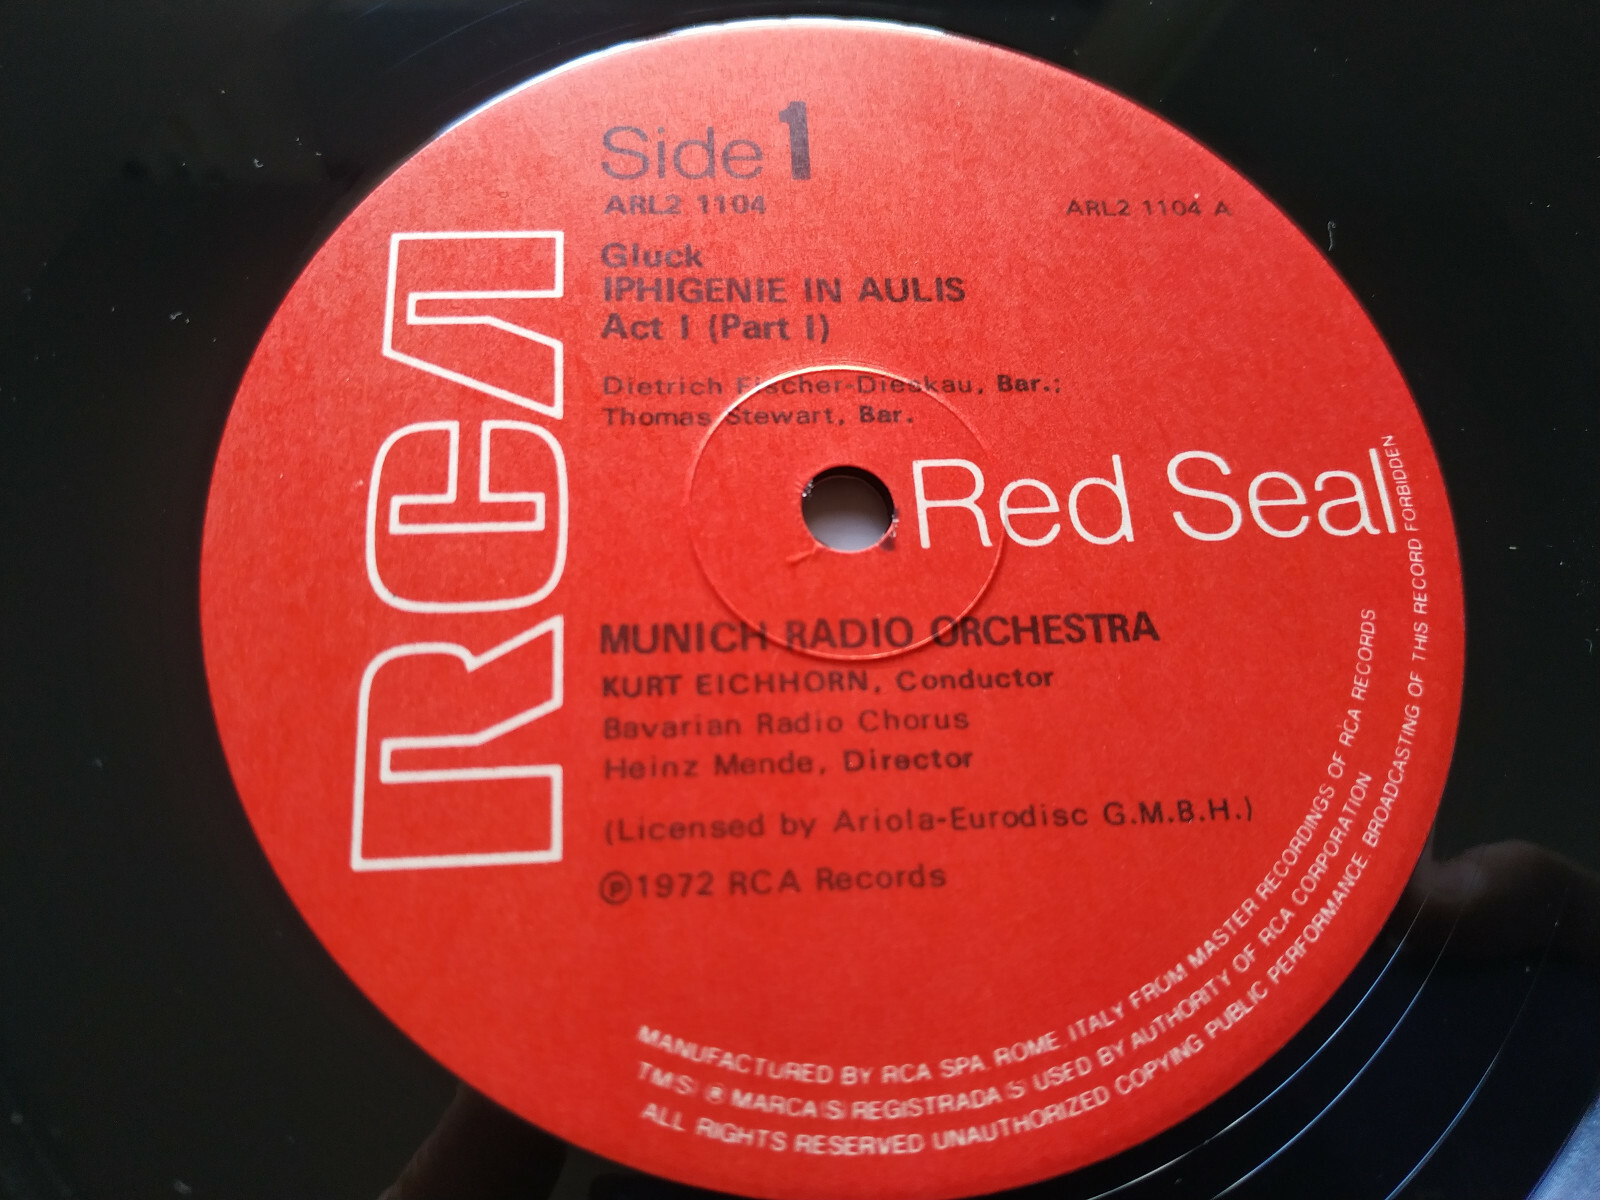 Side 1
ARL2 1104
ARL2 1104 A
Gluck
IPHIGENIE IN AULIS
Act I (Part I)
Dietrich Fischer-Dieskau, Bar.;
Thomas Stewart, Bar.
RCA
Red Seal
MUNICH RADIO ORCHESTRA
KURT EICHHORN, Conductor
Bavarian Radio Chorus
Heinz Mende, Director
(Licensed by Ariola-Eurodisc G.M.B.H.)
℗1972 RCA Records
MANUFACTURED BY RCA SPA. ROME. ITALY FROM MASTER RECORDINGS OF RCA RECORDS
TM(S) ® MARCA(S) REGISTRADA(S) USED BY AUTHORITY OF RCA CORPORATION
ALL RIGHTS RESERVED UNAUTHORIZED COPYING PUBLIC PERFORMANCE. BROADCASTING OF THIS RECORD FORBIDDEN